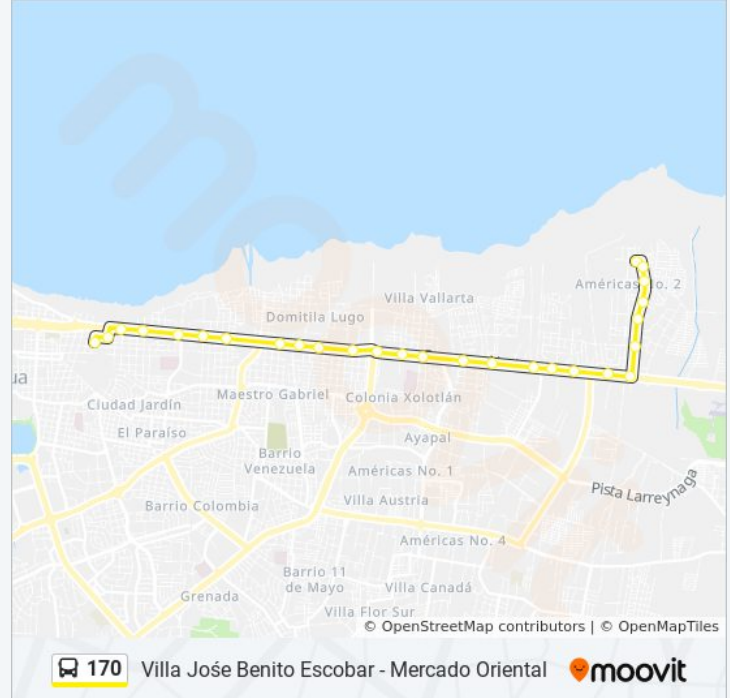 Américas No. 2
Villa Vallarta
Domitila Lugo
ua
Maestro Gabriel
Colonia Xolotlán
Ciudad Jardín
El Paraíso
Ayapal
Barrio
Venezuela
Américas No. 1
Pista Larreynaga
Villa Austria
Barrio Colombia
Américas No. 4
Barrio 11
de Mayo
Villa Canadá
Grenada
Villa Flor Sur
© OpenStreetMap contributors | © OpenMapTiles
170 Villa Jośe Benito Escobar - Mercado Oriental moovit